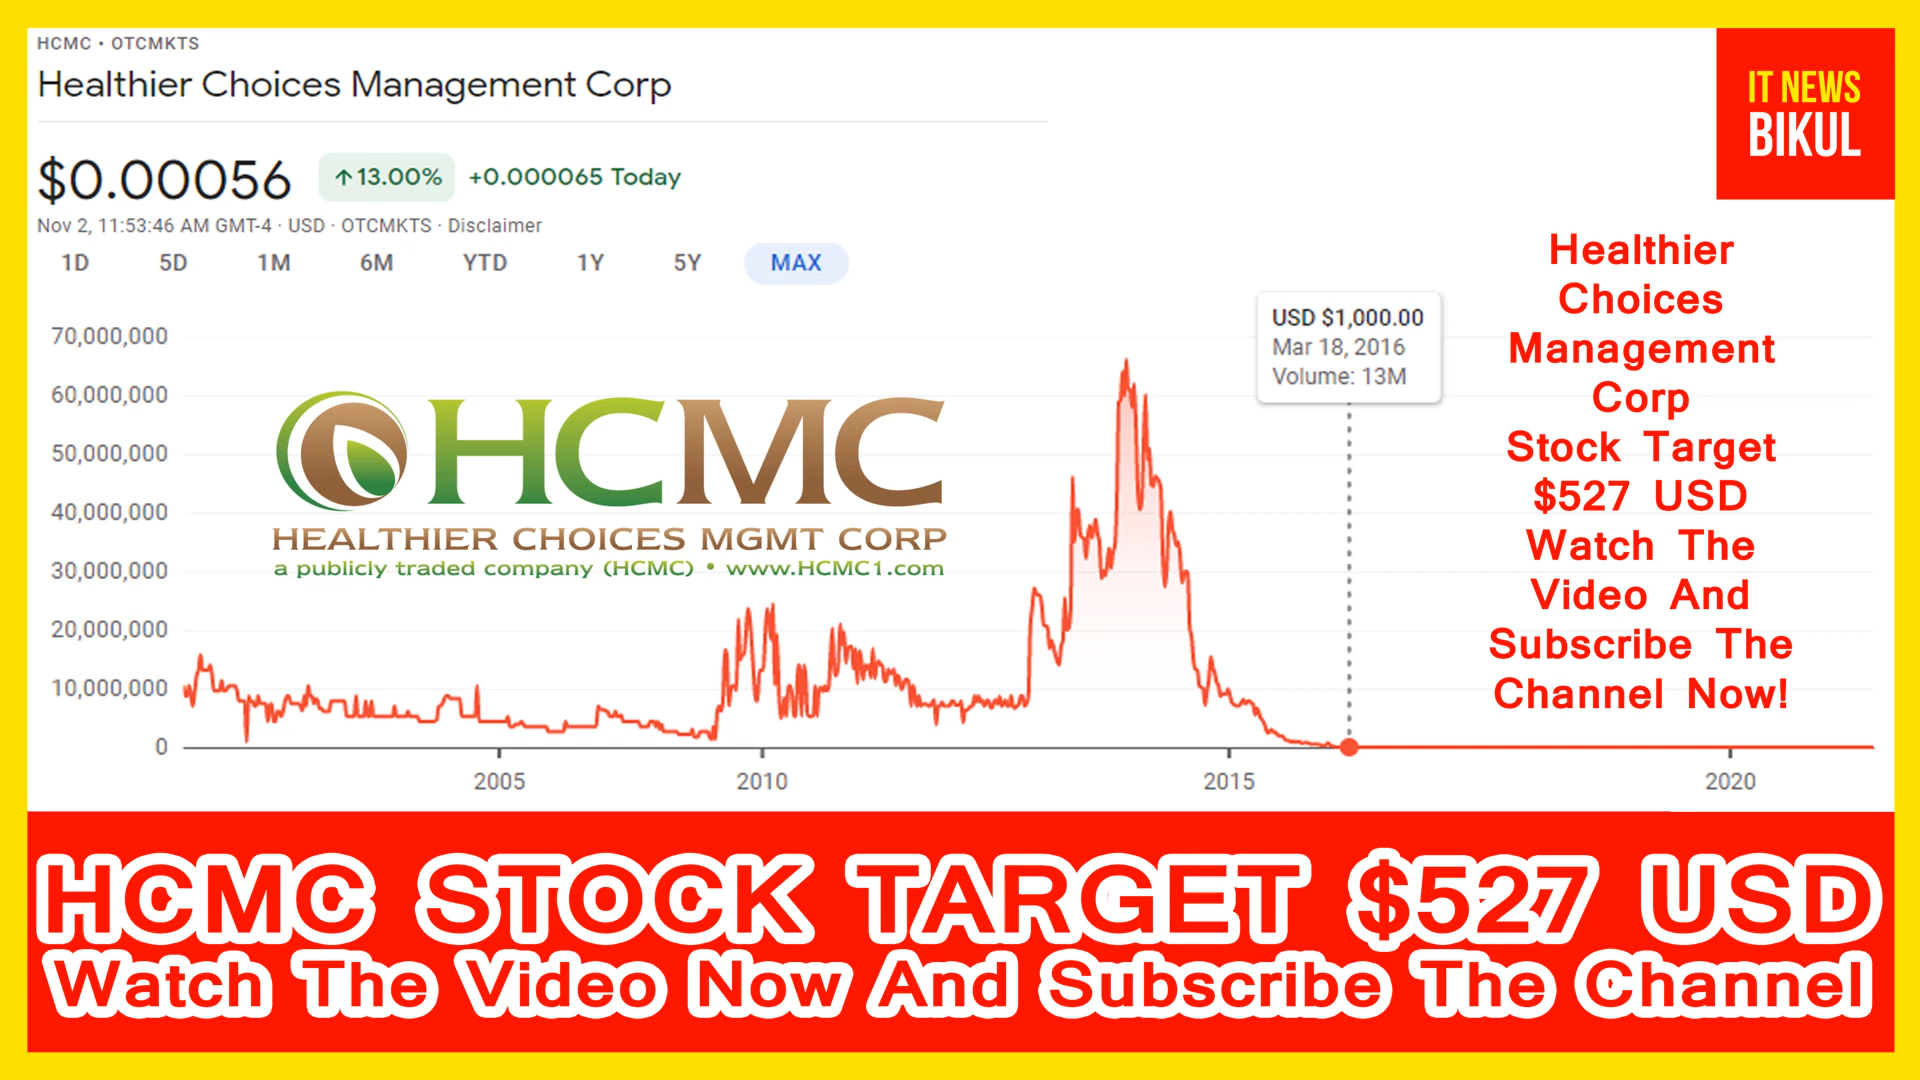 HCMC • OTCMKTS
Healthier Choices Management Corp
$0.00056 ↑13.00% +0.000065 Today
Nov 2, 11:53:46 AM GMT-4 · USD · OTCMKTS · Disclaimer
1D 5D 1M 6M YTD 1Y 5Y MAX
IT NEWS
BIKUL
70,000,000
60,000,000
50,000,000
40,000,000
30,000,000
20,000,000
10,000,000
0
2005 2010 2015 2020
HCMC
HEALTHIER CHOICES MGMT CORP
a publicly traded company (HCMC) • www.HCMC1.com
USD $1,000.00
Mar 18, 2016
Volume: 13M
Healthier
Choices
Management
Corp
Stock Target
$527 USD
Watch The
Video And
Subscribe The
Channel Now!
HCMC STOCK TARGET $527 USD
Watch The Video Now And Subscribe The Channel